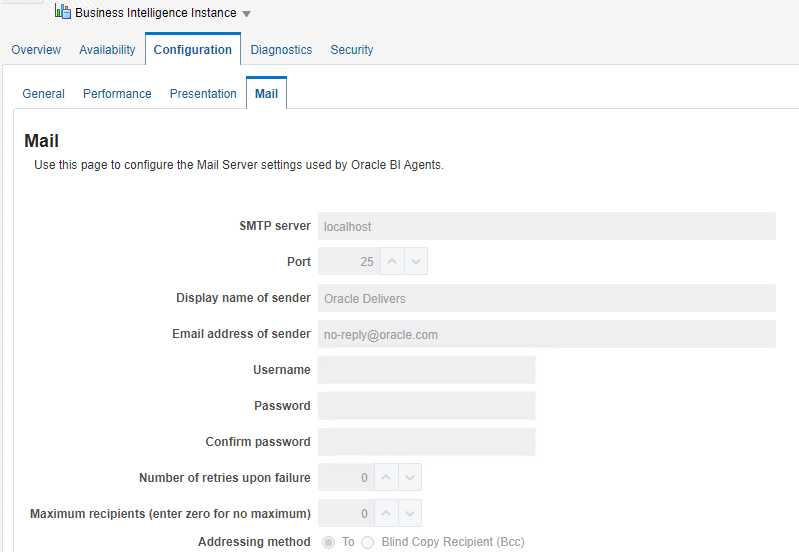 Business Intelligence Instance
Overview Availability Configuration Diagnostics Security
General Performance Presentation Mail
Mail
Use this page to configure the Mail Server settings used by Oracle BI Agents.
SMTP server localhost
Port 25
Display name of sender Oracle Delivers
Email address of sender no-reply@oracle.com
Username
Password
Confirm password
Number of retries upon failure 0
Maximum recipients (enter zero for no maximum) 0
Addressing method To Blind Copy Recipient (Bcc)